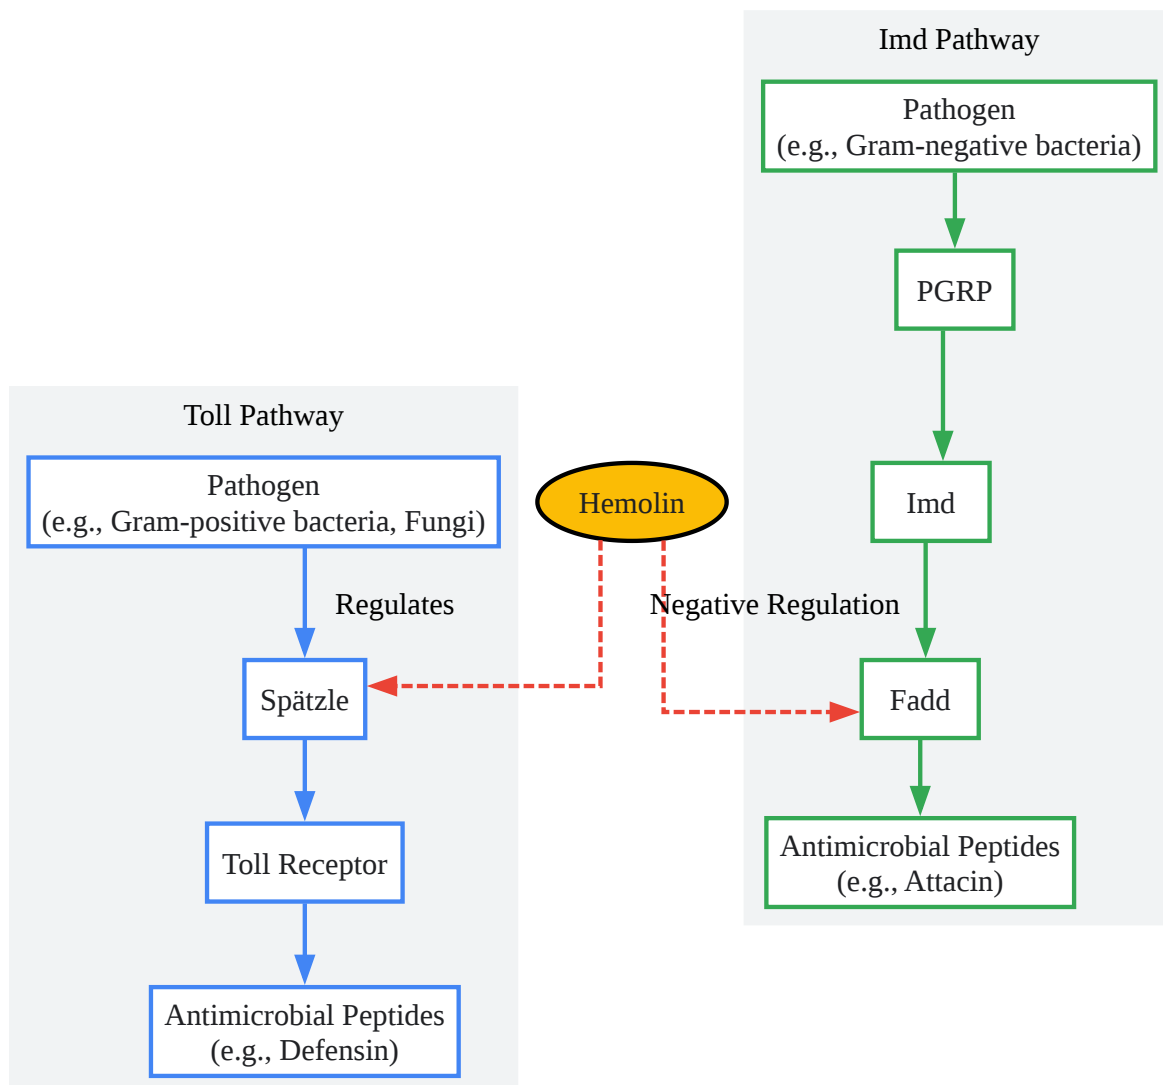 Imd Pathway
Pathogen
(e.g., Gram-negative bacteria)
PGRP
Imd
Negative Regulation
Fadd
Antimicrobial Peptides
(e.g., Attacin)
Hemolin
Toll Pathway
Pathogen
(e.g., Gram-positive bacteria, Fungi)
Regulates
Spätzle
Toll Receptor
Antimicrobial Peptides
(e.g., Defensin)